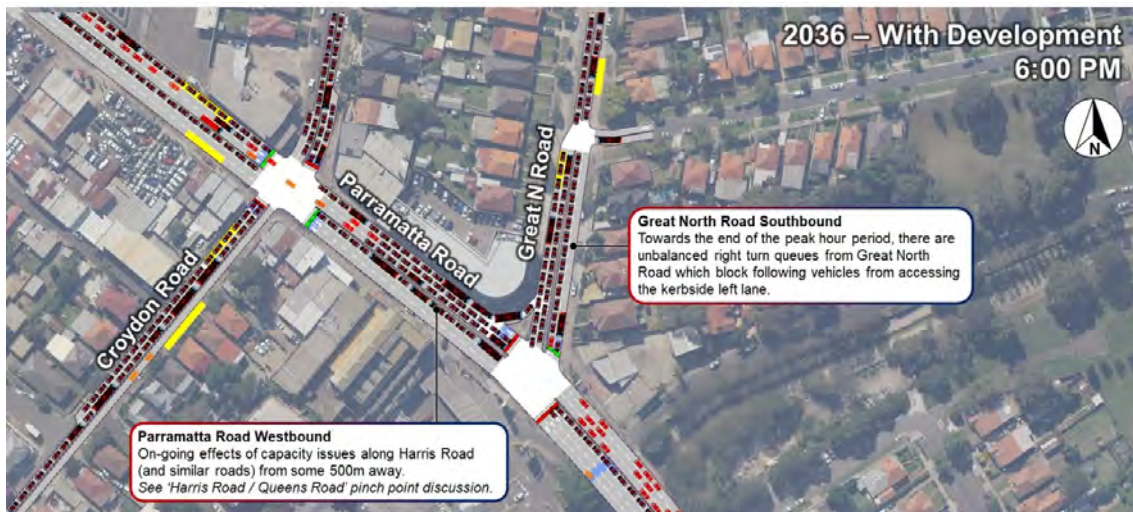 2036 – With Development
6:00 PM
N
Great N Road
Parramatta Road
Croydon Road
Great North Road Southbound
Towards the end of the peak hour period, there are
unbalanced right turn queues from Great North
Road which block following vehicles from accessing
the kerbside left lane.
Parramatta Road Westbound
On-going effects of capacity issues along Harris Road
(and similar roads) from some 500m away.
See ‘Harris Road / Queens Road’ pinch point discussion.